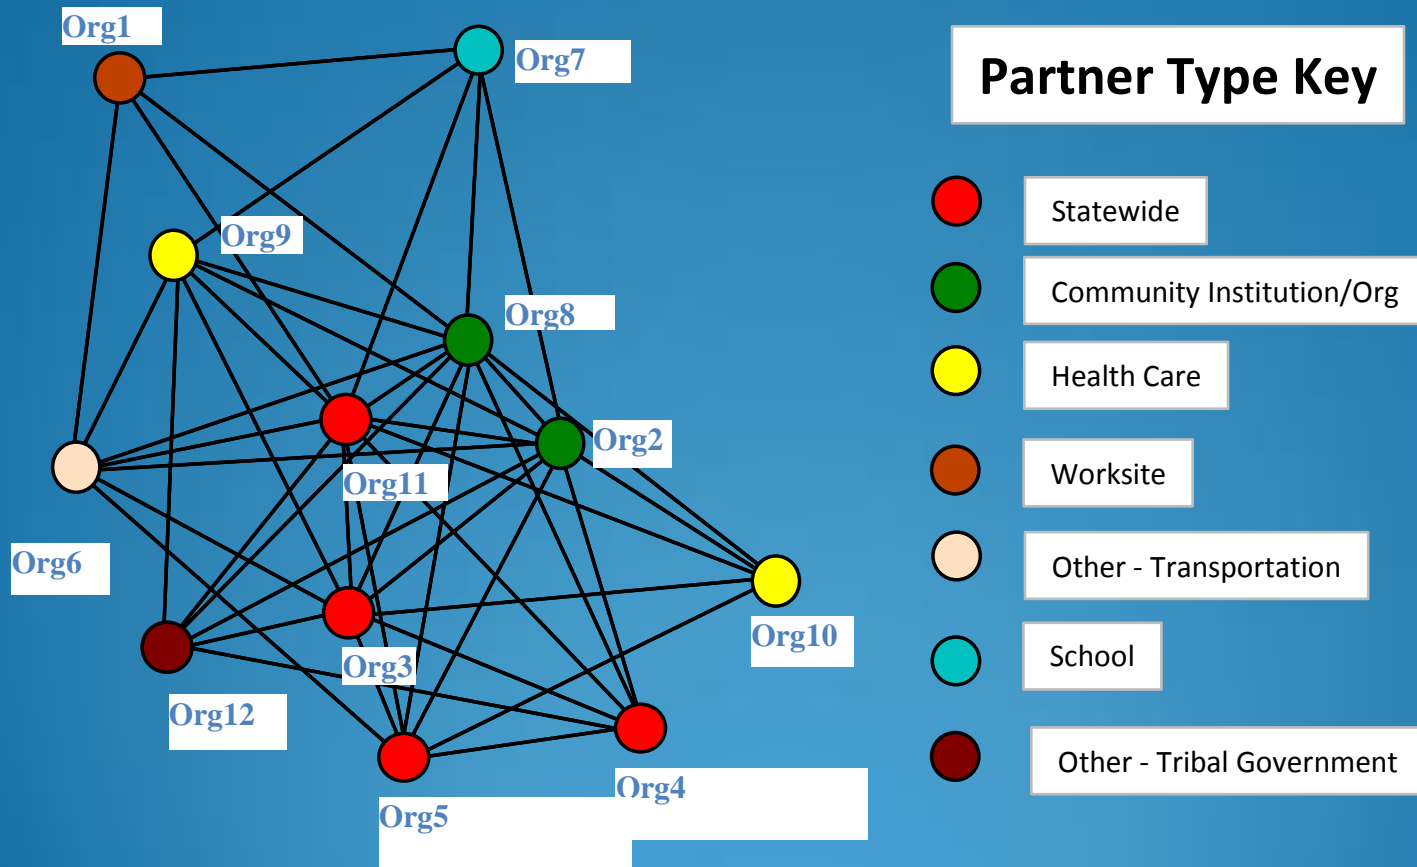 Org1
Org7
Org9
Org8
Org2
Org11
Org6
Org10
Org3
Org12
Org4
Org5
Partner Type Key
Statewide
Community Institution/Org
Health Care
Worksite
Other - Transportation
School
Other - Tribal Government